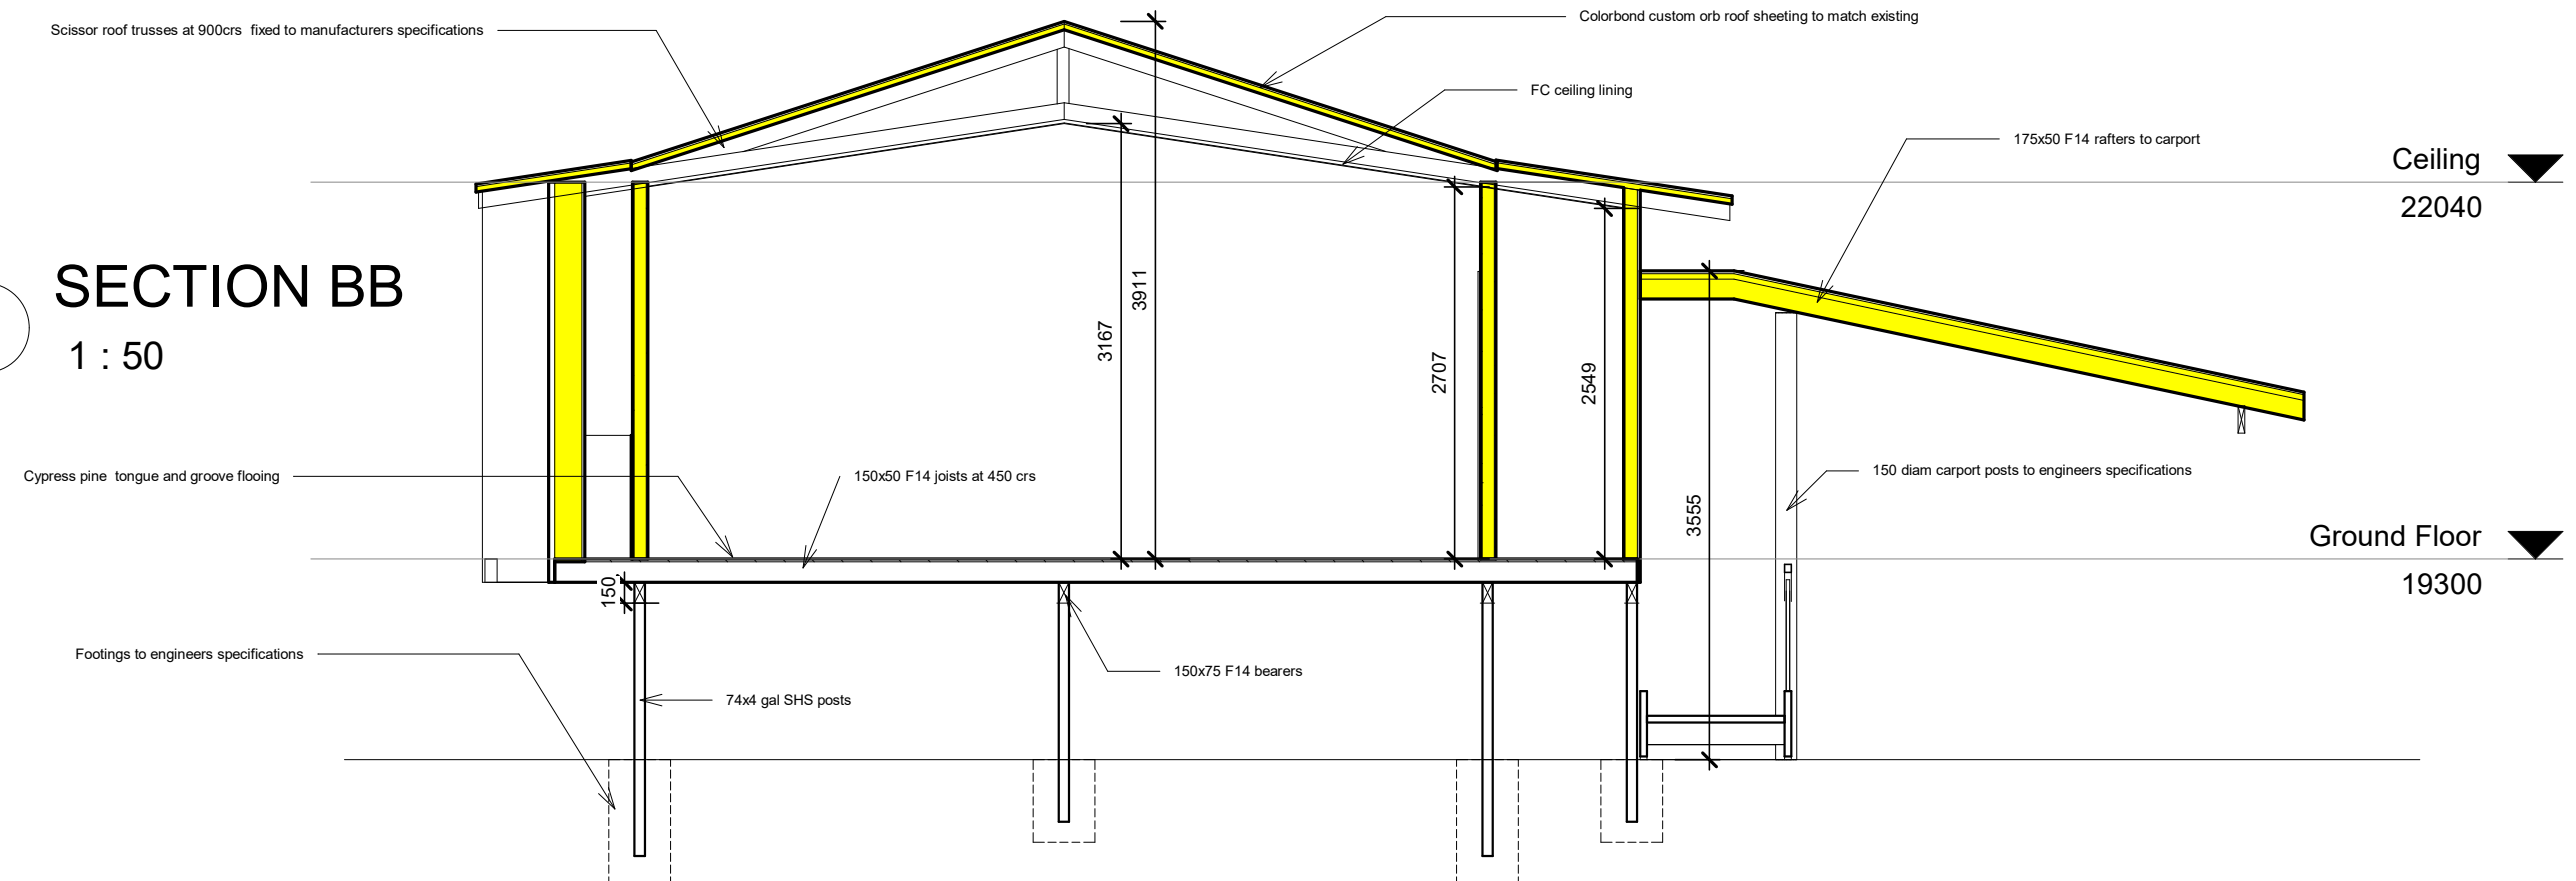 Scissor roof trusses at 900crs  fixed to manufacturers specifications
Colorbond custom orb roof sheeting to match existing
FC ceiling lining
175x50 F14 rafters to carport
Ceiling
22040
SECTION BB
1 : 50
3911
3167
2707
2549
3555
Cypress pine  tongue and groove flooing
150x50 F14 joists at 450 crs
150 diam carport posts to engineers specifications
Ground Floor
19300
150
Footings to engineers specifications
150x75 F14 bearers
74x4 gal SHS posts